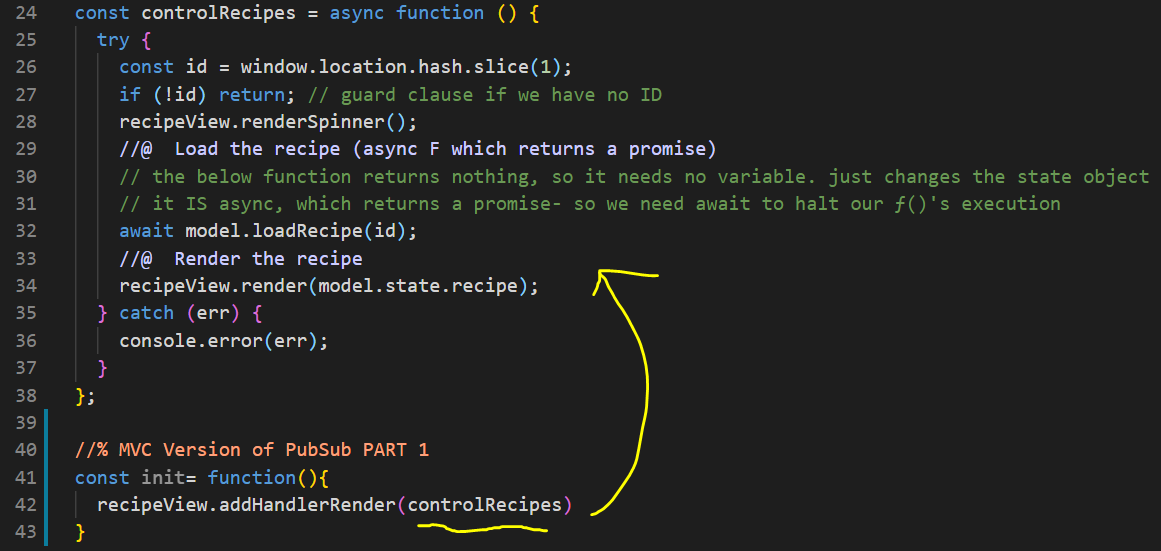 24 const controlRecipes = async function () {
25 try {
26 const id = window.location.hash.slice(1);
27 if (!id) return; // guard clause if we have no ID
28 recipeView.renderSpinner();
29 //@  Load the recipe (async F which returns a promise)
30 // the below function returns nothing, so it needs no variable. just changes the state object
31 // it IS async, which returns a promise- so we need await to halt our ƒ()'s execution
32 await model.loadRecipe(id);
33 //@  Render the recipe
34 recipeView.render(model.state.recipe);
35 } catch (err) {
36 console.error(err);
37 }
38 };
39
40 //% MVC Version of PubSub PART 1
41 const init= function(){
42 recipeView.addHandlerRender(controlRecipes)
43 }